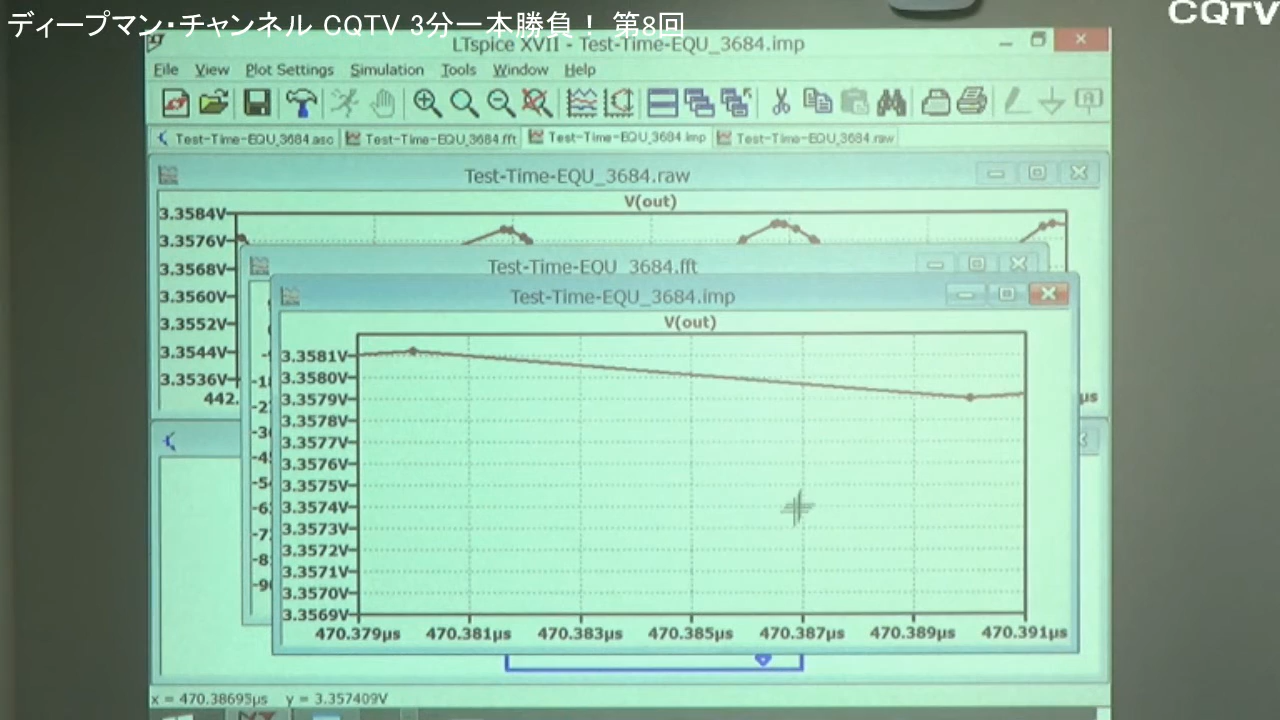 ディープマン・チャンネル CQTV 3分一本勝負！ 第8回
CQTV
LTspice XVII - Test-Time-EQU_3684.imp
File View Plot Settings Simulation Tools Window Help
Test-Time-EQU_3684.asc Test-Time-EQU_3684.fft Test-Time-EQU_3684.imp Test-Time-EQU_3684.raw
Test-Time-EQU_3684.raw
V(out)
3.3584V
3.3576V
3.3568V
3.3560V
3.3552V
3.3544V
3.3536V
442.
µs
Test-Time-EQU_3684.fft
Test-Time-EQU_3684.imp
V(out)
3.3581V
3.3580V
3.3579V
3.3578V
3.3577V
3.3576V
3.3575V
3.3574V
3.3573V
3.3572V
3.3571V
3.3570V
3.3569V
470.379µs 470.381µs 470.383µs 470.385µs 470.387µs 470.389µs 470.391µs
x = 470.38695µs y = 3.357409V